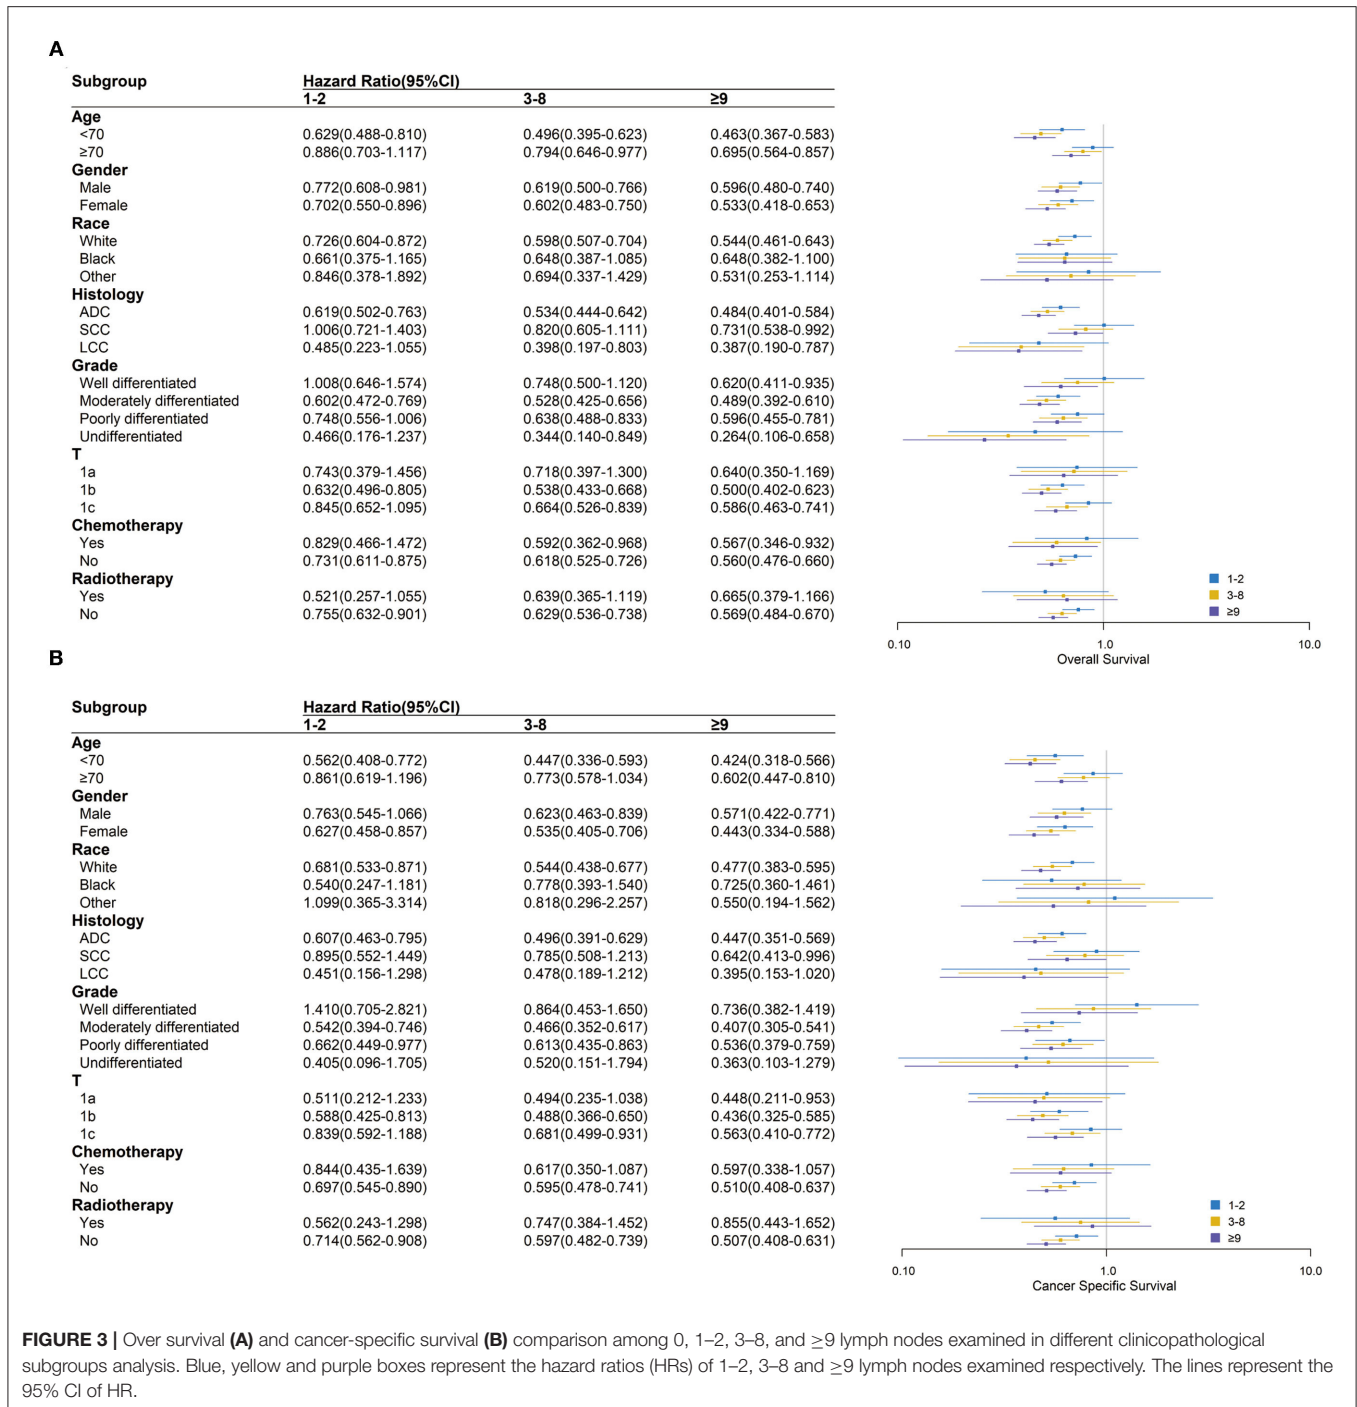 A
Subgroup Hazard Ratio(95%CI)
1-2 3-8 ≥9
Age
<70 0.629(0.488-0.810) 0.496(0.395-0.623) 0.463(0.367-0.583)
≥70 0.886(0.703-1.117) 0.794(0.646-0.977) 0.695(0.564-0.857)
Gender
Male 0.772(0.608-0.981) 0.619(0.500-0.766) 0.596(0.480-0.740)
Female 0.702(0.550-0.896) 0.602(0.483-0.750) 0.533(0.418-0.653)
Race
White 0.726(0.604-0.872) 0.598(0.507-0.704) 0.544(0.461-0.643)
Black 0.661(0.375-1.165) 0.648(0.387-1.085) 0.648(0.382-1.100)
Other 0.846(0.378-1.892) 0.694(0.337-1.429) 0.531(0.253-1.114)
Histology
ADC 0.619(0.502-0.763) 0.534(0.444-0.642) 0.484(0.401-0.584)
SCC 1.006(0.721-1.403) 0.820(0.605-1.111) 0.731(0.538-0.992)
LCC 0.485(0.223-1.055) 0.398(0.197-0.803) 0.387(0.190-0.787)
Grade
Well differentiated 1.008(0.646-1.574) 0.748(0.500-1.120) 0.620(0.411-0.935)
Moderately differentiated 0.602(0.472-0.769) 0.528(0.425-0.656) 0.489(0.392-0.610)
Poorly differentiated 0.748(0.556-1.006) 0.638(0.488-0.833) 0.596(0.455-0.781)
Undifferentiated 0.466(0.176-1.237) 0.344(0.140-0.849) 0.264(0.106-0.658)
T
1a 0.743(0.379-1.456) 0.718(0.397-1.300) 0.640(0.350-1.169)
1b 0.632(0.496-0.805) 0.538(0.433-0.668) 0.500(0.402-0.623)
1c 0.845(0.652-1.095) 0.664(0.526-0.839) 0.586(0.463-0.741)
Chemotherapy
Yes 0.829(0.466-1.472) 0.592(0.362-0.968) 0.567(0.346-0.932)
No 0.731(0.611-0.875) 0.618(0.525-0.726) 0.560(0.476-0.660)
Radiotherapy
Yes 0.521(0.257-1.055) 0.639(0.365-1.119) 0.665(0.379-1.166)
No 0.755(0.632-0.901) 0.629(0.536-0.738) 0.569(0.484-0.670)
1-2
3-8
≥9
0.10 1.0 10.0
Overall Survival
B
Subgroup Hazard Ratio(95%CI)
1-2 3-8 ≥9
Age
<70 0.562(0.408-0.772) 0.447(0.336-0.593) 0.424(0.318-0.566)
≥70 0.861(0.619-1.196) 0.773(0.578-1.034) 0.602(0.447-0.810)
Gender
Male 0.763(0.545-1.066) 0.623(0.463-0.839) 0.571(0.422-0.771)
Female 0.627(0.458-0.857) 0.535(0.405-0.706) 0.443(0.334-0.588)
Race
White 0.681(0.533-0.871) 0.544(0.438-0.677) 0.477(0.383-0.595)
Black 0.540(0.247-1.181) 0.778(0.393-1.540) 0.725(0.360-1.461)
Other 1.099(0.365-3.314) 0.818(0.296-2.257) 0.550(0.194-1.562)
Histology
ADC 0.607(0.463-0.795) 0.496(0.391-0.629) 0.447(0.351-0.569)
SCC 0.895(0.552-1.449) 0.785(0.508-1.213) 0.642(0.413-0.996)
LCC 0.451(0.156-1.298) 0.478(0.189-1.212) 0.395(0.153-1.020)
Grade
Well differentiated 1.410(0.705-2.821) 0.864(0.453-1.650) 0.736(0.382-1.419)
Moderately differentiated 0.542(0.394-0.746) 0.466(0.352-0.617) 0.407(0.305-0.541)
Poorly differentiated 0.662(0.449-0.977) 0.613(0.435-0.863) 0.536(0.379-0.759)
Undifferentiated 0.405(0.096-1.705) 0.520(0.151-1.794) 0.363(0.103-1.279)
T
1a 0.511(0.212-1.233) 0.494(0.235-1.038) 0.448(0.211-0.953)
1b 0.588(0.425-0.813) 0.488(0.366-0.650) 0.436(0.325-0.585)
1c 0.839(0.592-1.188) 0.681(0.499-0.931) 0.563(0.410-0.772)
Chemotherapy
Yes 0.844(0.435-1.639) 0.617(0.350-1.087) 0.597(0.338-1.057)
No 0.697(0.545-0.890) 0.595(0.478-0.741) 0.510(0.408-0.637)
Radiotherapy
Yes 0.562(0.243-1.298) 0.747(0.384-1.452) 0.855(0.443-1.652)
No 0.714(0.562-0.908) 0.597(0.482-0.739) 0.507(0.408-0.631)
1-2
3-8
≥9
0.10 1.0 10.0
Cancer Specific Survival
FIGURE 3 | Over survival (A) and cancer-specific survival (B) comparison among 0, 1–2, 3–8, and ≥9 lymph nodes examined in different clinicopathological
subgroups analysis. Blue, yellow and purple boxes represent the hazard ratios (HRs) of 1–2, 3–8 and ≥9 lymph nodes examined respectively. The lines represent the
95% CI of HR.